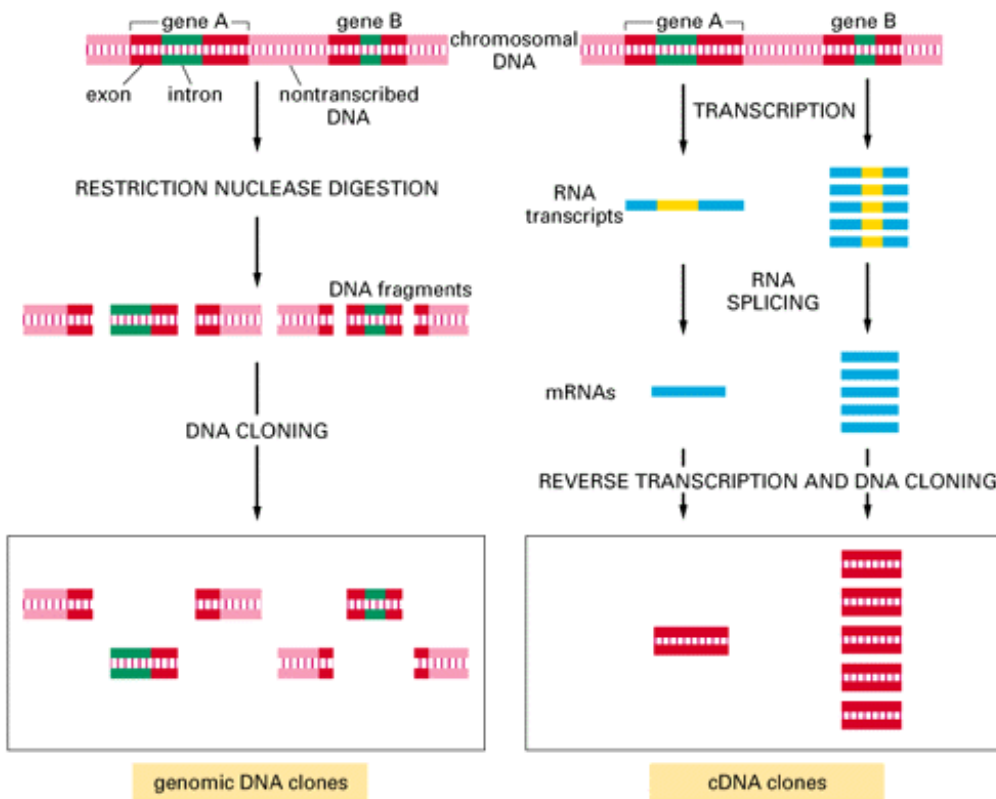 gene A
gene B
chromosomal
DNA
exon
intron
nontranscribed
DNA
RESTRICTION NUCLEASE DIGESTION
DNA fragments
DNA CLONING
genomic DNA clones
gene A
gene B
TRANSCRIPTION
RNA
transcripts
RNA
SPLICING
mRNAs
REVERSE TRANSCRIPTION AND DNA CLONING
cDNA clones